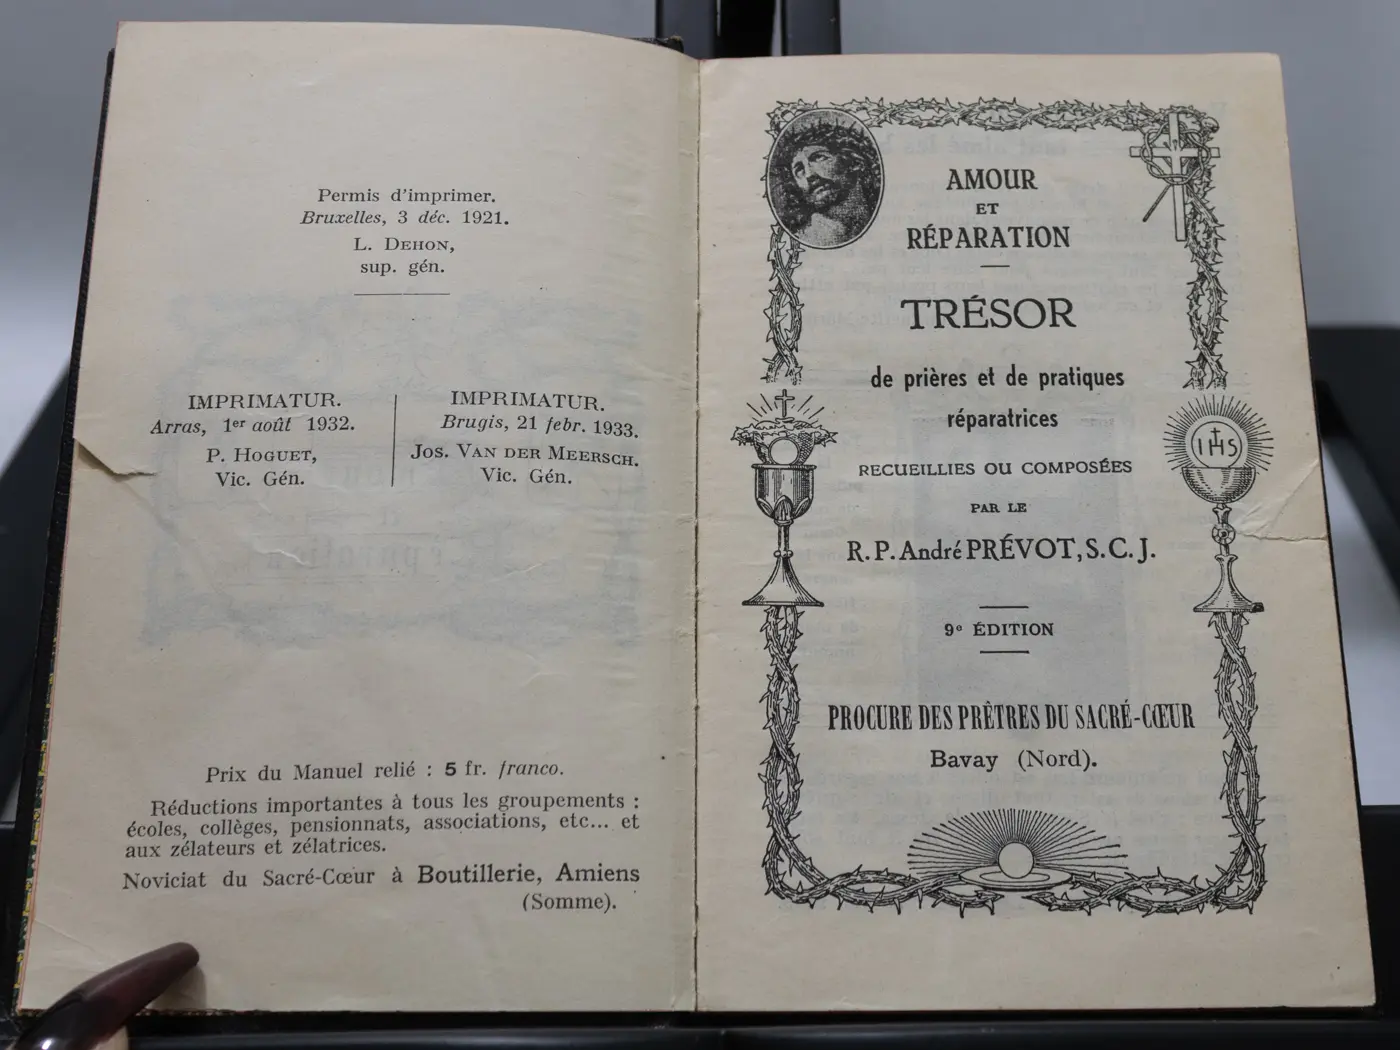 Permis d'imprimer.
Bruxelles, 3 déc. 1921.
L. DEHON,
sup. gén.
IMPRIMATUR.
Arras, 1er août 1932.
P. HOGUET,
Vic. Gén.
IMPRIMATUR.
Brugis, 21 febr. 1933.
Jos. VAN DER MEERSCH.
Vic. Gén.
Prix du Manuel relié : 5 fr. franco.
Réductions importantes à tous les groupements :
écoles, collèges, pensionnats, associations, etc... et
aux zélateurs et zélatrices.
Noviciat du Sacré-Cœur à Boutillerie, Amiens
(Somme).
AMOUR
ET
RÉPARATION
TRÉSOR
de prières et de pratiques
réparatrices
RECUEILLIES OU COMPOSÉES
PAR LE
R. P. André PRÉVOT, S. C. J.
IHS
9e ÉDITION
PROCURE DES PRÊTRES DU SACRÉ-CŒUR
Bavay (Nord).